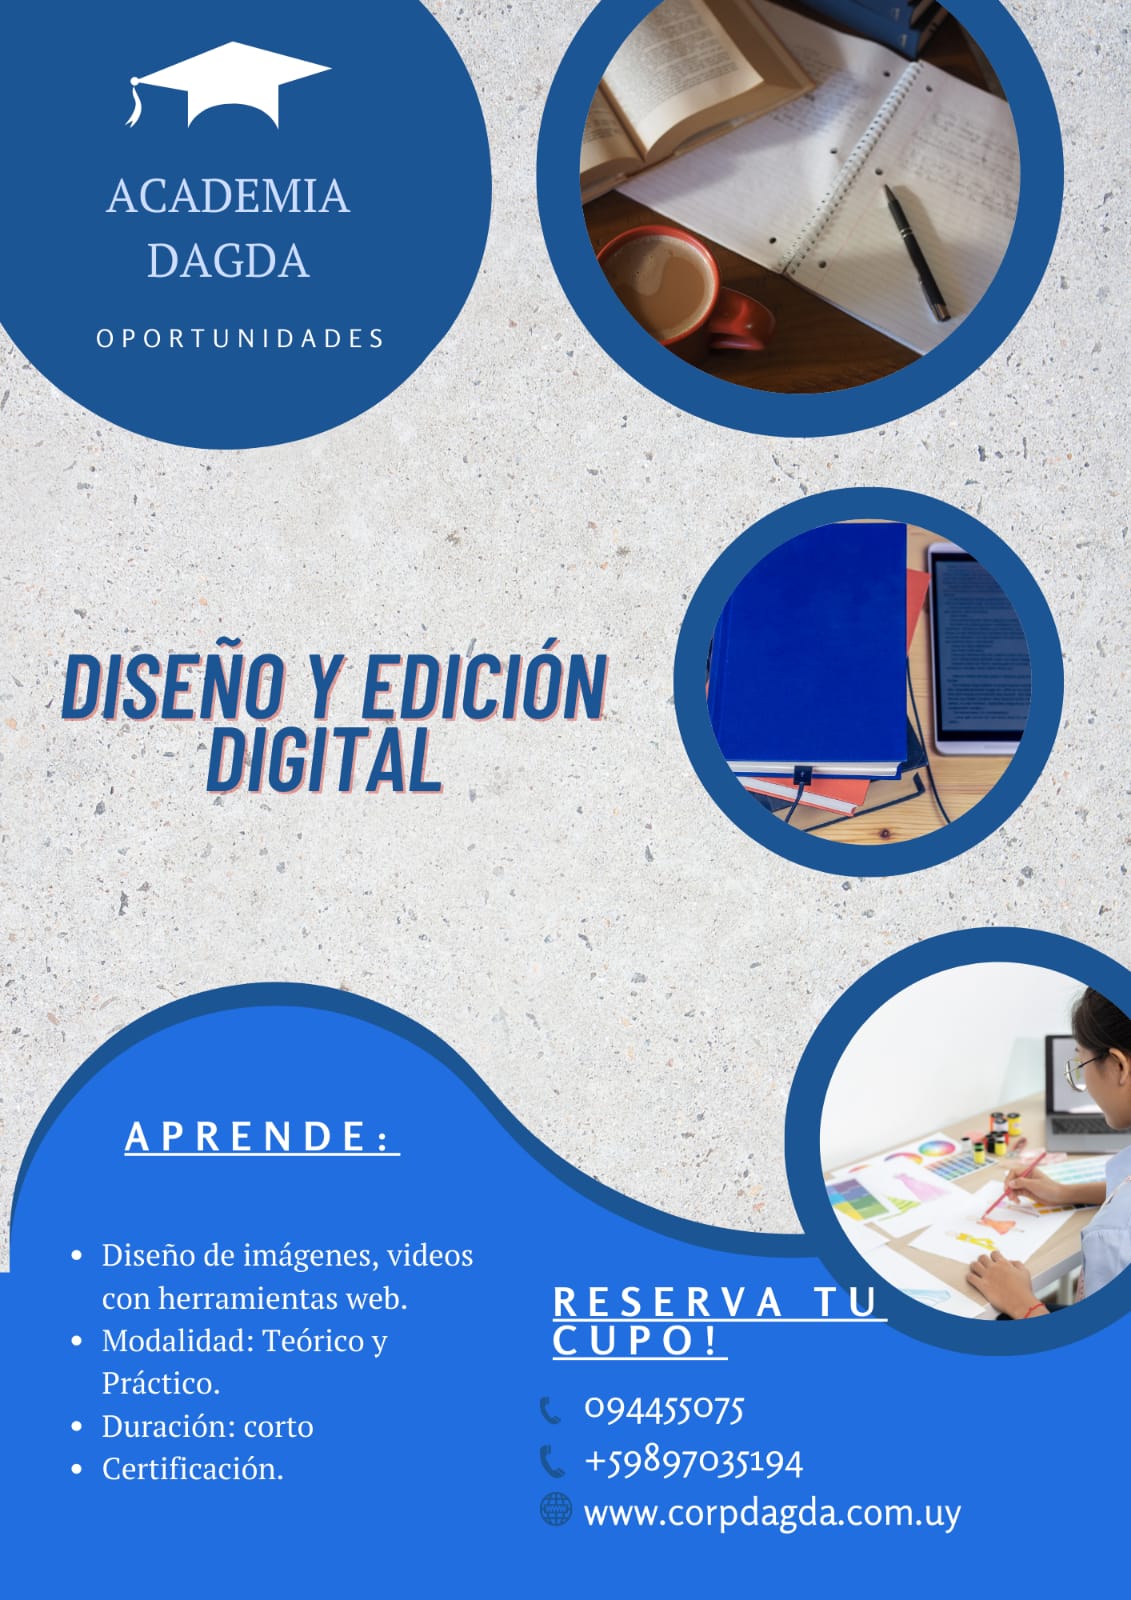 ACADEMIA
DAGDA
OPORTUNIDADES
DISEÑO Y EDICIÓN
DIGITAL
APRENDE:
• Diseño de imágenes, videos
con herramientas web.
• Modalidad: Teórico y
Práctico.
• Duración: corto
• Certificación.
RESERVA TU
CUPO!
094455075
+59897035194
www.corpdagda.com.uy